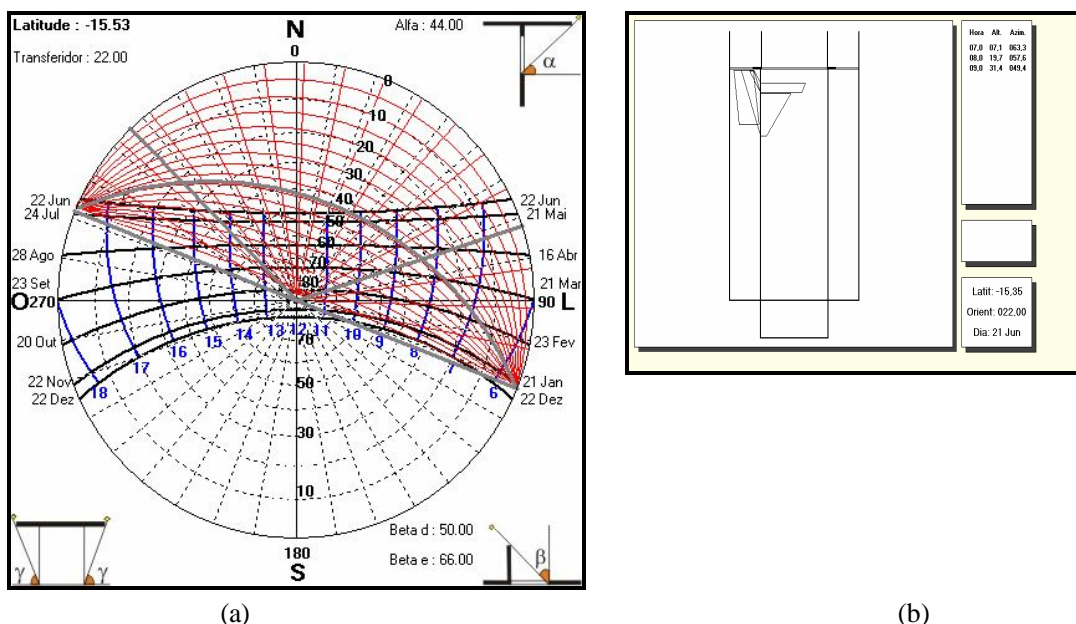 Latitude : -15.53
N
Alfa : 44.00
Transferidor : 22.00
0
α
0
10
20
30
40
50
60
70
80
22 Jun
24 Jul
28 Ago
23 Set
O 270
20 Out
22 Nov
22 Dez
22 Jun
21 Mai
16 Abr
21 Mar
90 L
23 Fev
21 Jan
22 Dez
18
17
16
15
14
13
12
11
10
9
8
7
6
70
50
30
10
180
S
γ
γ
Beta d : 50.00
Beta e : 66.00
β
(a)
Hora Alt. Azim.
07,0 07,1 063,3
08,0 19,7 057,6
09,0 31,4 049,4
Latit: -15,35
Orient: 022,00
Dia: 21 Jun
(b)